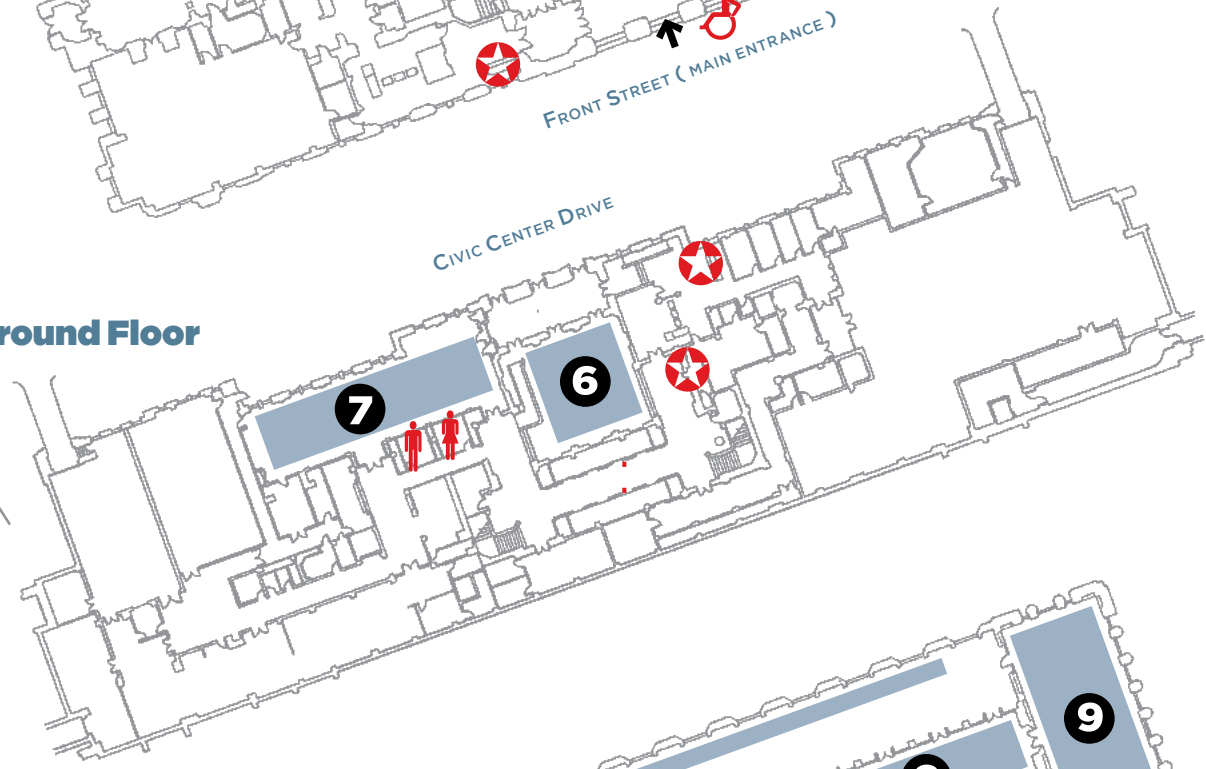 Front Street ( main entrance )
Civic Center Drive
round Floor
6
7
9